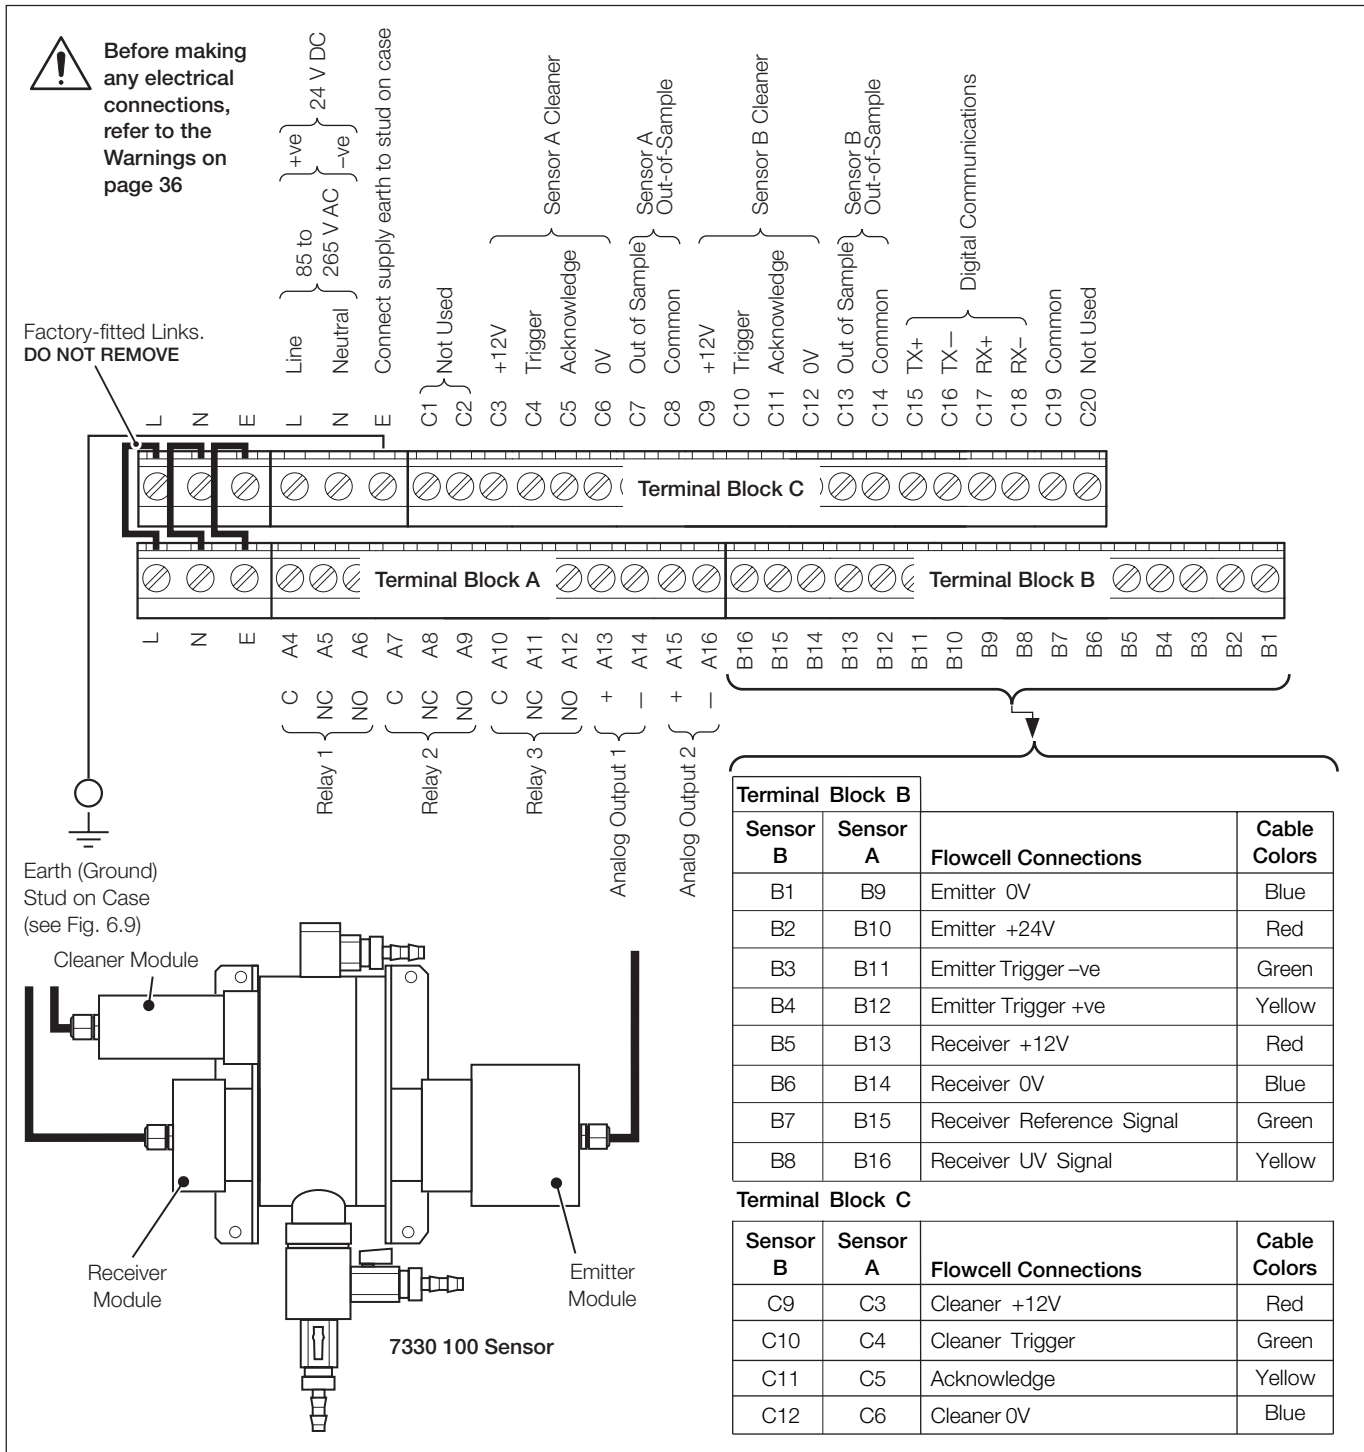 Before making
any electrical
connections,
refer to the
Warnings on
page 36
24 V DC
+ve
–ve
85 to
265 V AC
Line
Neutral
Connect supply earth to stud on case
Sensor A Cleaner
Sensor A
Out-of-Sample
Sensor B Cleaner
Sensor B
Out-of-Sample
Digital Communications
Not Used
+12V
Trigger
Acknowledge
0V
Out of Sample
Common
+12V
Trigger
Acknowledge
0V
Out of Sample
Common
TX+
TX—
RX+
RX–
Common
Not Used
Factory-fitted Links.
DO NOT REMOVE
L
N
E
L
N
E
C1
C2
C3
C4
C5
C6
C7
C8
C9
C10
C11
C12
C13
C14
C15
C16
C17
C18
C19
C20
Terminal Block C
Terminal Block A
Terminal Block B
L
N
E
A4
A5
A6
A7
A8
A9
A10
A11
A12
A13
A14
A15
A16
B16
B15
B14
B13
B12
B11
B10
B9
B8
B7
B6
B5
B4
B3
B2
B1
C
NC
NO
C
NC
NO
C
NC
NO
+
—
+
—
Relay 1
Relay 2
Relay 3
Analog Output 1
Analog Output 2
Earth (Ground)
Stud on Case
(see Fig. 6.9)
Cleaner Module
Receiver
Module
Emitter
Module
7330 100 Sensor
Terminal Block B
Sensor B Sensor A Flowcell Connections Cable Colors
B1 B9 Emitter 0V Blue
B2 B10 Emitter +24V Red
B3 B11 Emitter Trigger –ve Green
B4 B12 Emitter Trigger +ve Yellow
B5 B13 Receiver +12V Red
B6 B14 Receiver 0V Blue
B7 B15 Receiver Reference Signal Green
B8 B16 Receiver UV Signal Yellow
Terminal Block C
Sensor B Sensor A Flowcell Connections Cable Colors
C9 C3 Cleaner +12V Red
C10 C4 Cleaner Trigger Green
C11 C5 Acknowledge Yellow
C12 C6 Cleaner 0V Blue